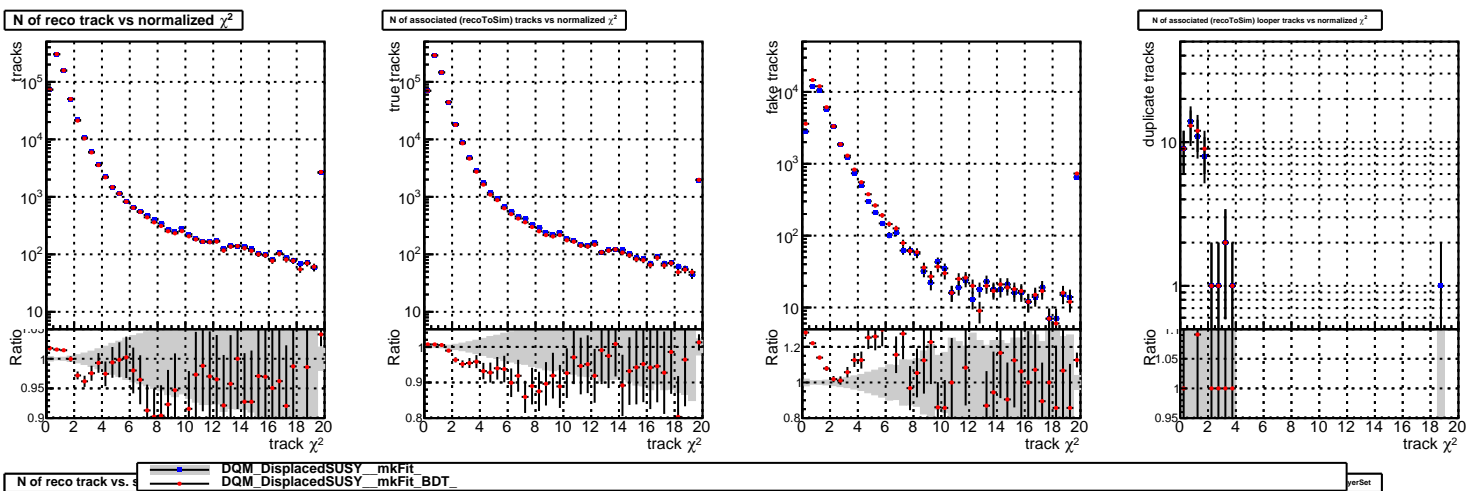 N of reco track vs normalized χ²
N of associated (recoToSim) tracks vs normalized χ²
N of associated (recoToSim) looper tracks vs normalized χ²
tracks
10⁵
10⁴
10³
10²
10
Ratio
1
0.95
0.9
0 2 4 6 8 10 12 14 16 18 20
track χ²
true tracks
10⁵
10⁴
10³
10²
10
Ratio
1
0.9
0.8
0 2 4 6 8 10 12 14 16 18 20
track χ²
fake tracks
10⁴
10³
10²
10
Ratio
1.2
1
0.8
0 2 4 6 8 10 12 14 16 18 20
track χ²
duplicate tracks
10
1
Ratio
1.1
1.05
1
0.95
0 2 4 6 8 10 12 14 16 18 20
track χ²
DQM_DisplacedSUSY__mkFit_
DQM_DisplacedSUSY__mkFit_BDT_
N of reco track vs. s
yerSet